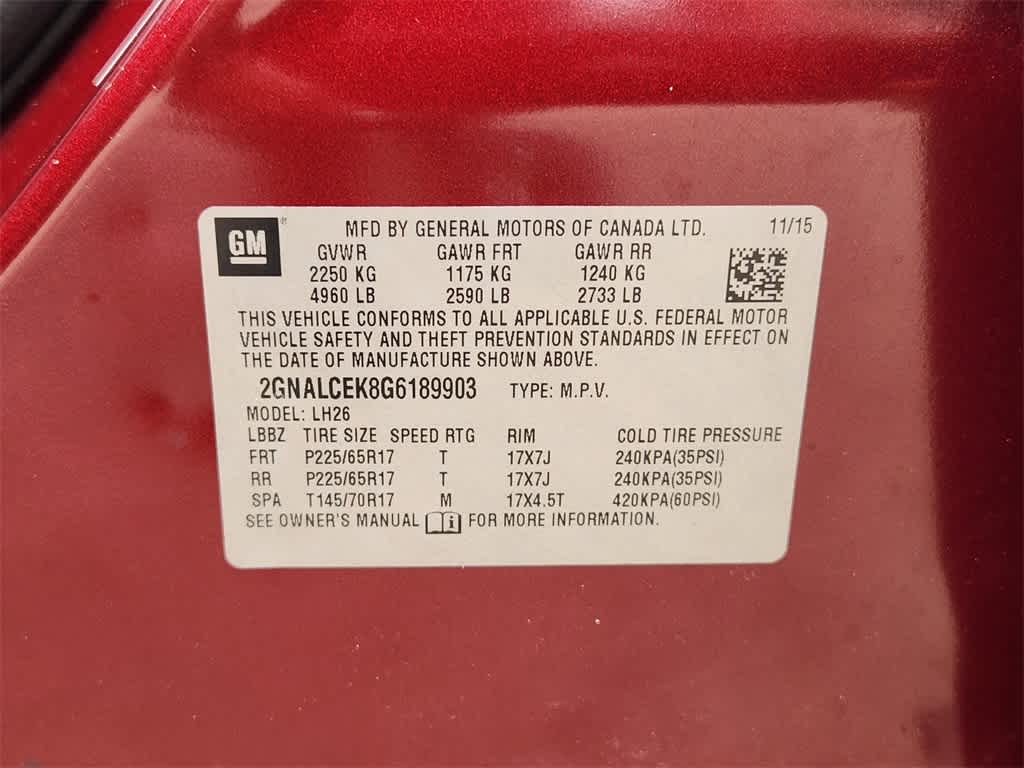 GM ® MFD BY GENERAL MOTORS OF CANADA LTD. 11/15
GVWR GAWR FRT GAWR RR
2250 KG 1175 KG 1240 KG
4960 LB 2590 LB 2733 LB
THIS VEHICLE CONFORMS TO ALL APPLICABLE U.S. FEDERAL MOTOR
VEHICLE SAFETY AND THEFT PREVENTION STANDARDS IN EFFECT ON
THE DATE OF MANUFACTURE SHOWN ABOVE.
2GNALCEK8G6189903 TYPE: M.P.V.
MODEL: LH26
LBBZ TIRE SIZE SPEED RTG RIM COLD TIRE PRESSURE
FRT P225/65R17 T 17X7J 240KPA(35PSI)
RR P225/65R17 T 17X7J 240KPA(35PSI)
SPA T145/70R17 M 17X4.5T 420KPA(60PSI)
SEE OWNER'S MANUAL i FOR MORE INFORMATION.